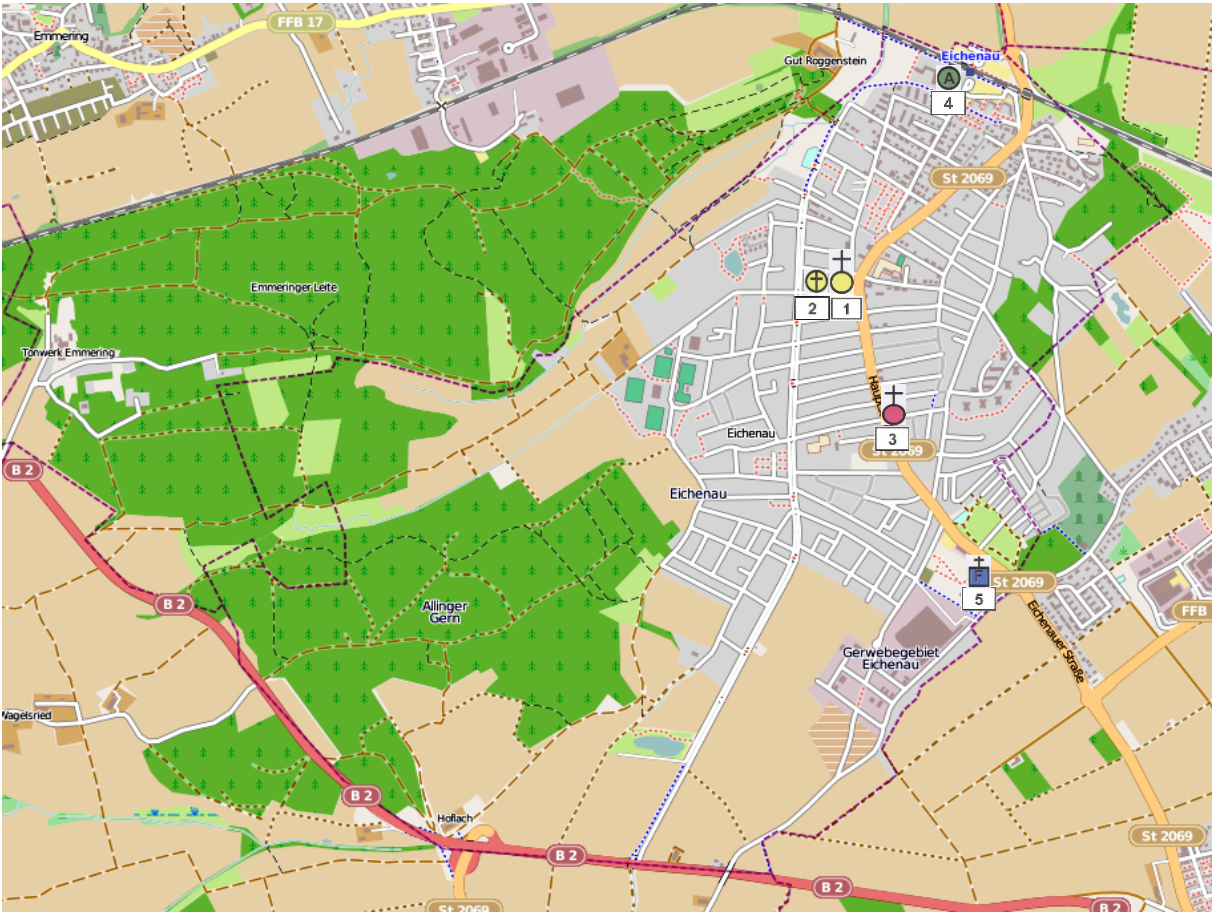 FFB 17
Emmering
Eichenau
Gut Roggenstein
A
4
St 2069
Emmeringer Leite
2
1
Tonwerk Emmering
3
Eichenau
St 2069
B 2
Eichenau
F
5
St 2069
B 2
Allinger
Gern
FFB
Eichenauer Straße
Gerwebegebiet
Eichenau
Wagelsried
B 2
Hoflach
St 2069
B 2
B 2
St 2069
B 2